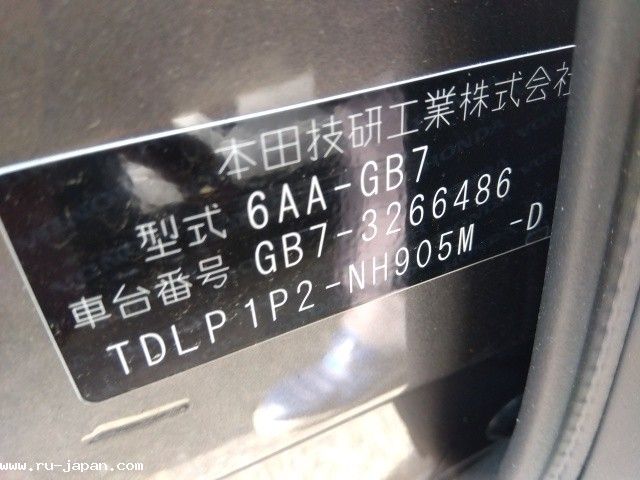 本田技研工業株式会社
型式 6AA-GB7
車台番号 GB7-3266486
TDLP1P2-NH905M -D
www.ru-japan.com